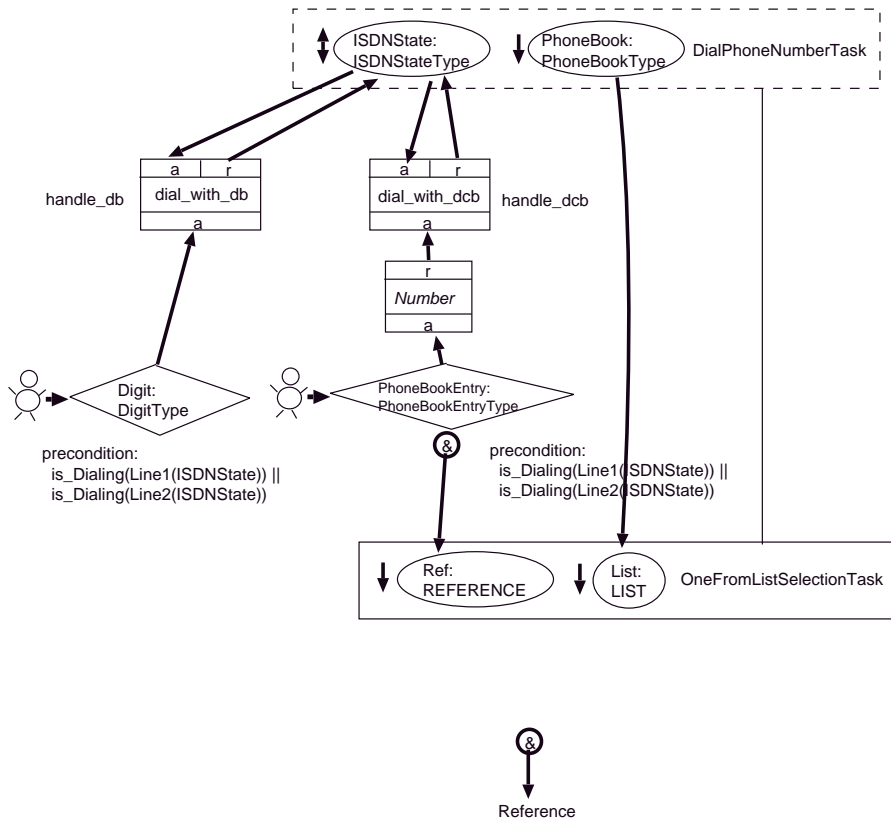 ISDNState:
ISDNStateType
PhoneBook:
PhoneBookType
DialPhoneNumberTask
a r
dial_with_db
a
handle_db
a r
dial_with_dcb
a
handle_dcb
r
Number
a
Digit:
DigitType
PhoneBookEntry:
PhoneBookEntryType
precondition:
is_Dialing(Line1(ISDNState)) ||
is_Dialing(Line2(ISDNState))
&
precondition:
is_Dialing(Line1(ISDNState)) ||
is_Dialing(Line2(ISDNState))
Ref:
REFERENCE
List:
LIST
OneFromListSelectionTask
&
Reference